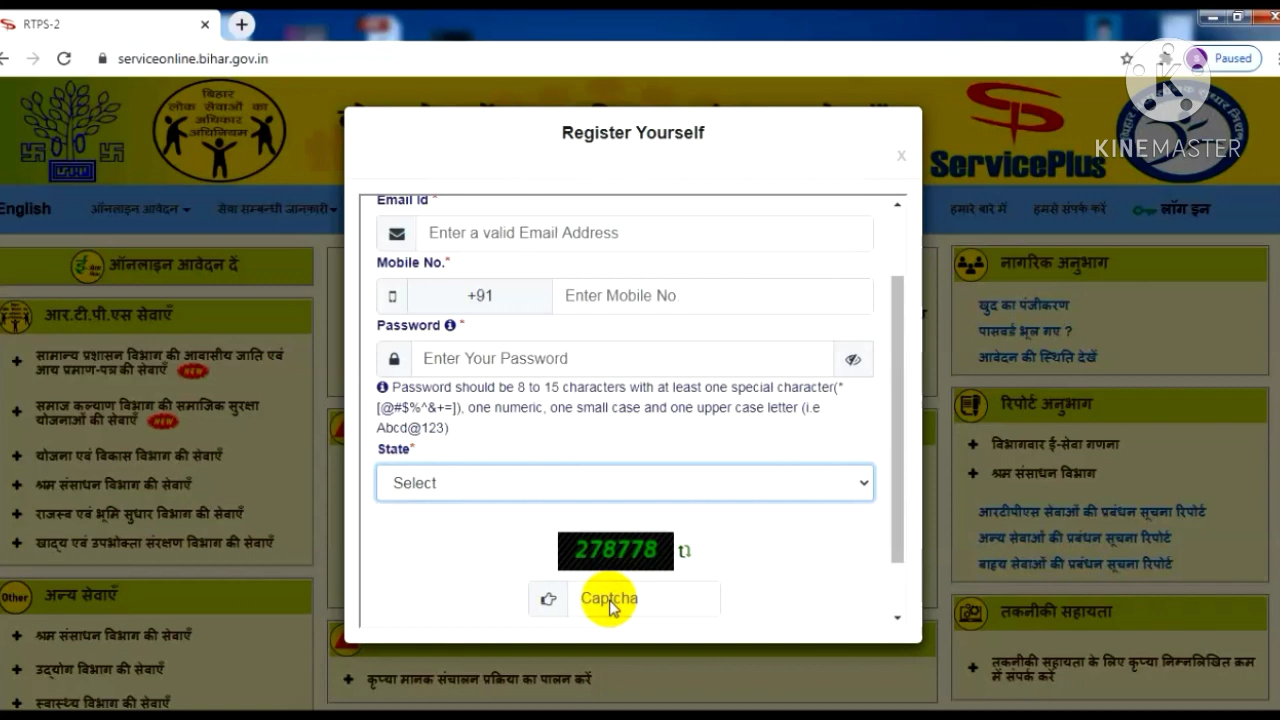 RTPS-2
serviceonline.bihar.gov.in
Paused
बिहार
लोक सेवाओं का
अधिकार
अधिनियम
ServicePlus
KINEMASTER
English
ऑनलाइन आवेदन
सेवा सम्बन्धी जानकारी
हमारे बारे में
हमसे संपर्क करें
लॉग इन
Register Yourself
x
Email Id *
Enter a valid Email Address
Mobile No.*
+91
Enter Mobile No
Password *
Enter Your Password
Password should be 8 to 15 characters with at least one special character(*
[@#$%^&+=]), one numeric, one small case and one upper case letter (i.e
Abcd@123)
State*
Select
278778
Captcha
ऑनलाइन आवेदन दें
आर.टी.पी.एस सेवाएँ
सामान्य प्रशासन विभाग की आवासीय जाति एवं
आय प्रमाण-पत्र की सेवाएँ NEW
समाज कल्याण विभाग की समाजिक सुरक्षा
योजनाओं की सेवाएँ NEW
योजना एवं विकास विभाग की सेवाएँ
श्रम संसाधन विभाग की सेवाएँ
राजस्व एवं भूमि सुधार विभाग की सेवाएँ
खाद्य एवं उपभोक्ता संरक्षण विभाग की सेवाएँ
Other अन्य सेवाएँ
श्रम संसाधन विभाग की सेवाएँ
उद्योग विभाग की सेवाएँ
स्वास्थ्य विभाग की सेवाएँ
कृप्या मानक संचालन प्रक्रिया का पालन करें
नागरिक अनुभाग
खुद का पंजीकरण
पासवर्ड भूल गए ?
आवेदन की स्थिति देखें
रिपोर्ट अनुभाग
विभागवार ई-सेवा गणना
श्रम संसाधन विभाग
आरटीपीएस सेवाओं की प्रबंधन सूचना रिपोर्ट
अन्य सेवाओं की प्रबंधन सूचना रिपोर्ट
बाहय सेवाओं की प्रबंधन सूचना रिपोर्ट
तकनीकी सहायता
तकनीकी सहायता के लिए कृप्या निम्नलिखित क्रम
में संपर्क करें